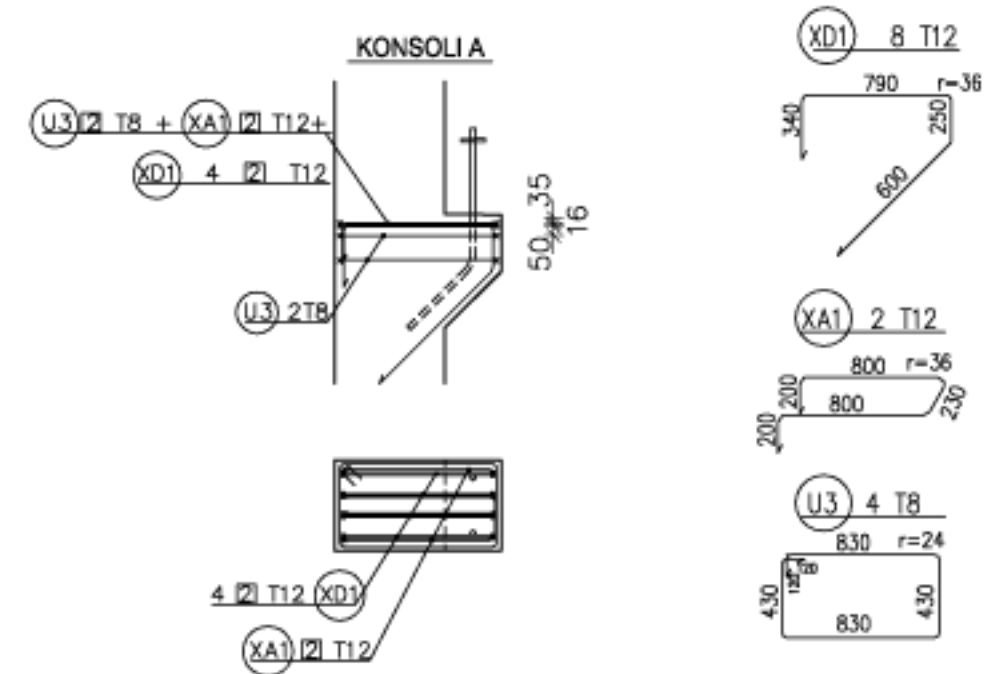 KONSOLI A
U3 2 T8 + XA1 2 T12+
XD1 4 2 T12
35
16
50
U3 2T8
4 2 T12 XD1
XA1 2 T12
XD1 8 T12
790 r=36
340
250
600
XA1 2 T12
800 r=36
200
800
230
200
U3 4 T8
830 r=24
120
120
430
430
830